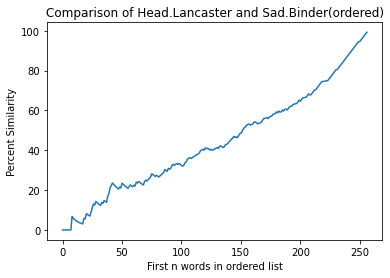 Comparison of Head.Lancaster and Sad.Binder(ordered)
100
80
60
40
20
0
Percent Similarity
0 50 100 150 200 250
First n words in ordered list